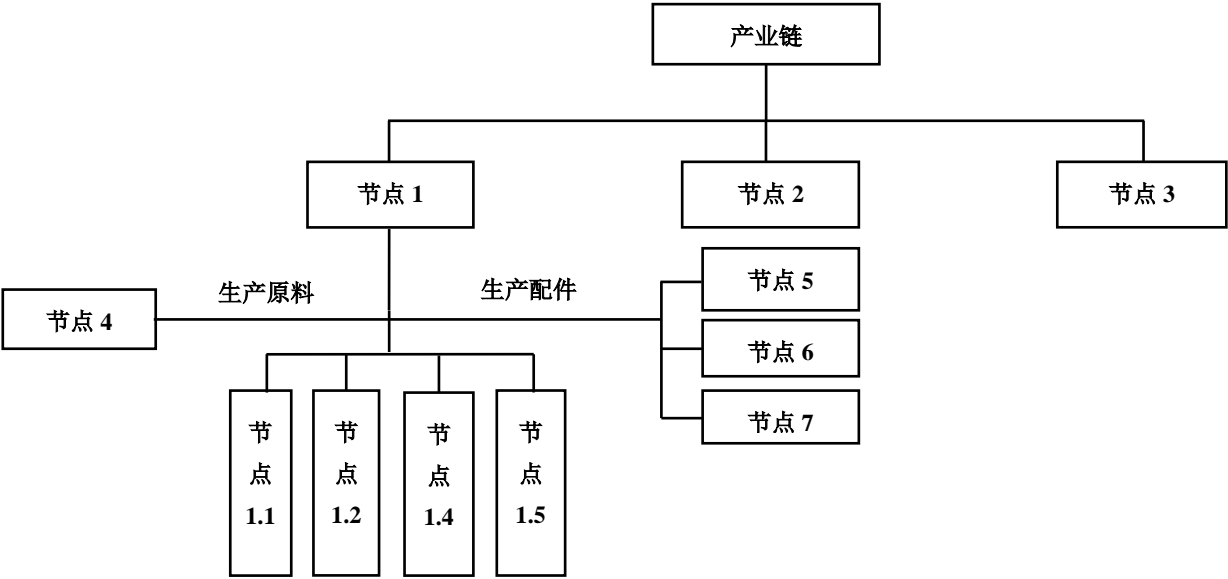 产业链
节点 1
节点 2
节点 3
生产原料
生产配件
节点 4
节点 5
节点 6
节点 7
节
点
1.1
节
点
1.2
节
点
1.4
节
点
1.5